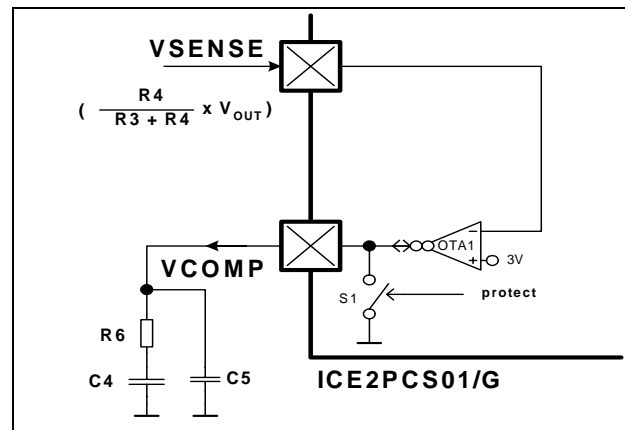 VSENSE
( R4
R3 + R4 x VOUT )
OTA1
-
+
3V
VCOMP
S1
protect
R6
C4
C5
ICE2PCS01/G